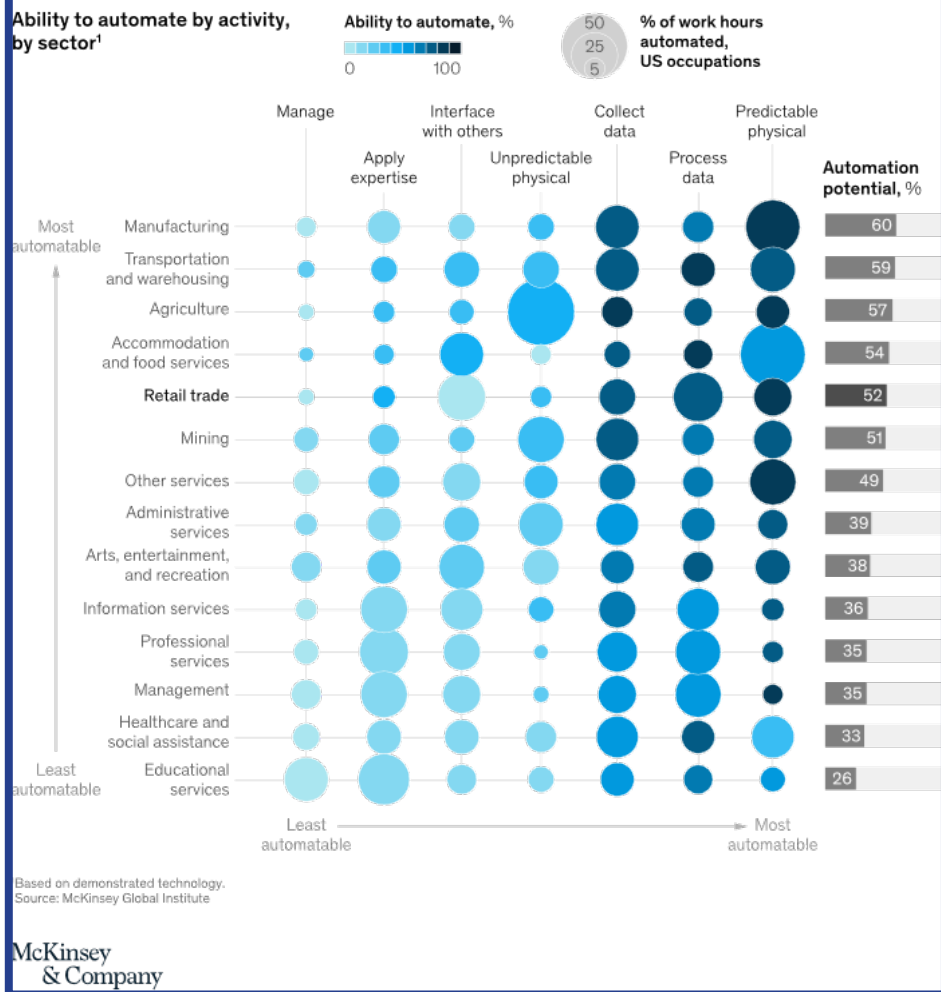 Ability to automate by activity,
by sector¹
Ability to automate, %
0 100
50
25
5
% of work hours
automated,
US occupations
Manage
Interface
with others
Collect
data
Predictable
physical
Apply
expertise
Unpredictable
physical
Process
data
Automation
potential, %
Most
automatable
Manufacturing 60
Transportation
and warehousing 59
Agriculture 57
Accommodation
and food services 54
Retail trade 52
Mining 51
Other services 49
Administrative
services 39
Arts, entertainment,
and recreation 38
Information services 36
Professional
services 35
Management 35
Healthcare and
social assistance 33
Educational
services 26
Least
automatable
Least
automatable
Most
automatable
¹Based on demonstrated technology.
Source: McKinsey Global Institute
McKinsey
& Company